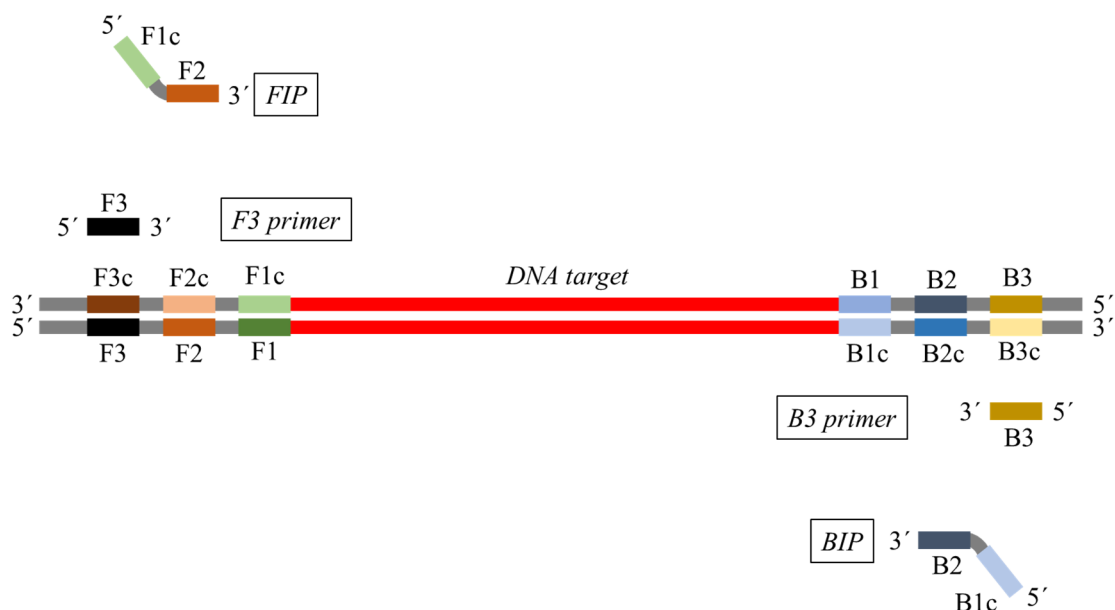 5´ F1c
F2
3´ FIP
F3
5´ 3´ F3 primer
F3c F2c F1c DNA target B1 B2 B3
3´ 5´
5´ 3´
F3 F2 F1 B1c B2c B3c
B3 primer 3´ 5´
B3
BIP 3´
B2
B1c 5´